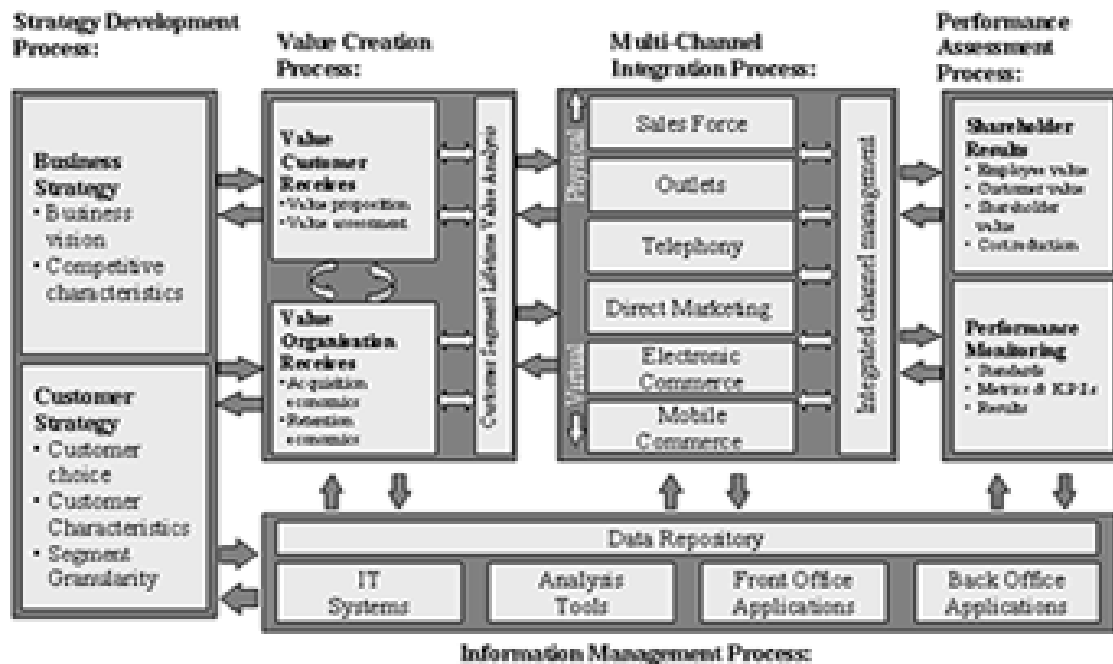 Strategy Development
Process:
Business
Strategy
• Business
vision
• Competitive
characteristics
Customer
Strategy
• Customer
choice
• Customer
Characteristics
• Segment
Granularity
Value Creation
Process:
Value
Customer
Receives
• Value proposition
• Value assessment
Value
Organisation
Receives
• Acquisition
economics
• Retention
economics
Customer Segment Lifetime Value Analysis
Multi-Channel
Integration Process:
Physical
Virtual
Sales Force
Outlets
Telephony
Direct Marketing
Electronic
Commerce
Mobile
Commerce
Integrated channel management
Performance
Assessment
Process:
Shareholder
Results
• Employee value
• Customer value
• Shareholder
value
• Cost reduction
Performance
Monitoring
• Standards
• Metrics & K.P.I.s
• Results
Data Repository
IT
Systems
Analysis
Tools
Front Office
Applications
Back Office
Applications
Information Management Process: